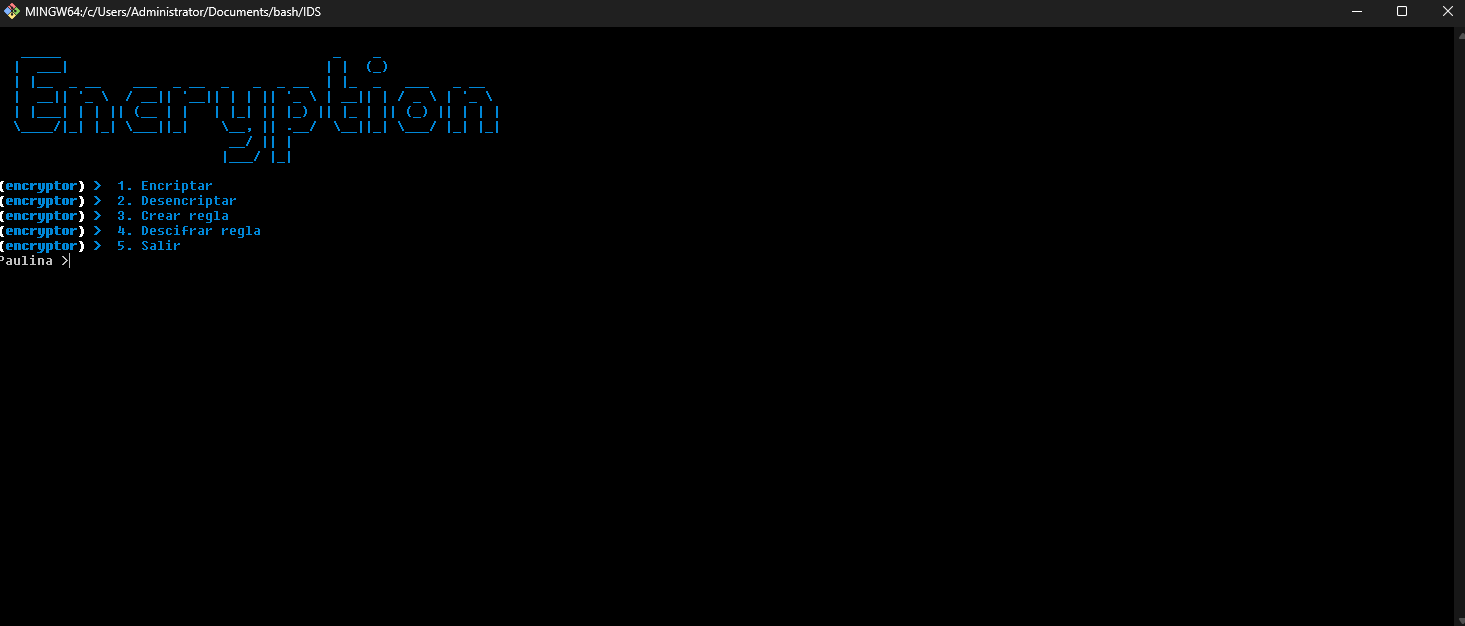 MINGW64:/c/Users/Administrator/Documents/bash/IDS
Encryption
(encryptor) > 1. Encriptar
(encryptor) > 2. Desencriptar
(encryptor) > 3. Crear regla
(encryptor) > 4. Descifrar regla
(encryptor) > 5. Salir
Paulina >